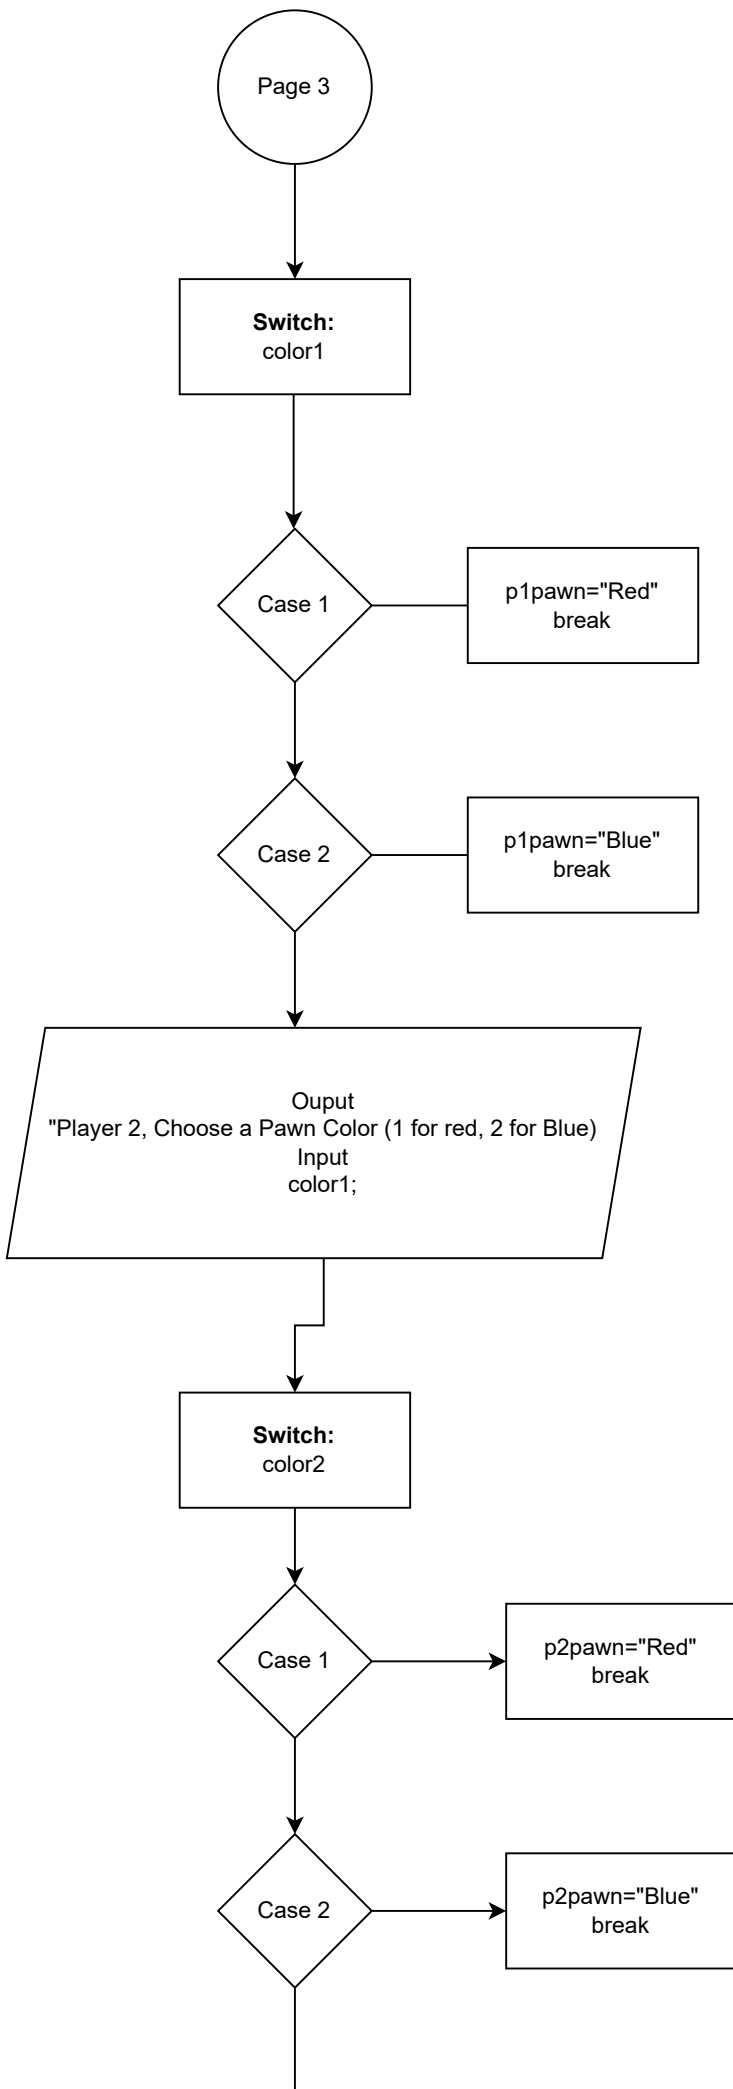 Page 3
Switch:
color1
Case 1
p1pawn="Red"
break
Case 2
p1pawn="Blue"
break
Ouput
"Player 2, Choose a Pawn Color (1 for red, 2 for Blue)
Input
color1;
Switch:
color2
Case 1
p2pawn="Red"
break
Case 2
p2pawn="Blue"
break